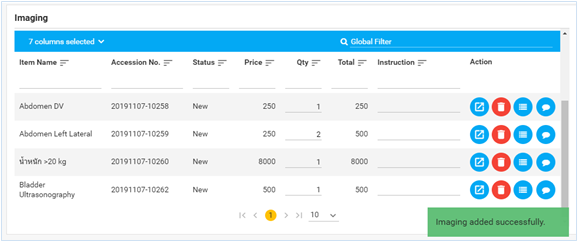 Imaging
7 columns selected Global Filter
Item Name Accession No. Status Price Qty Total Instruction Action
Abdomen DV 20191107-10258 New 250 1 250
Abdomen Left Lateral 20191107-10259 New 250 2 500
น้ำหนัก >20 kg 20191107-10260 New 8000 1 8000
Bladder
Ultrasonography 20191107-10262 New 500 1 500
1 10
Imaging added successfully.